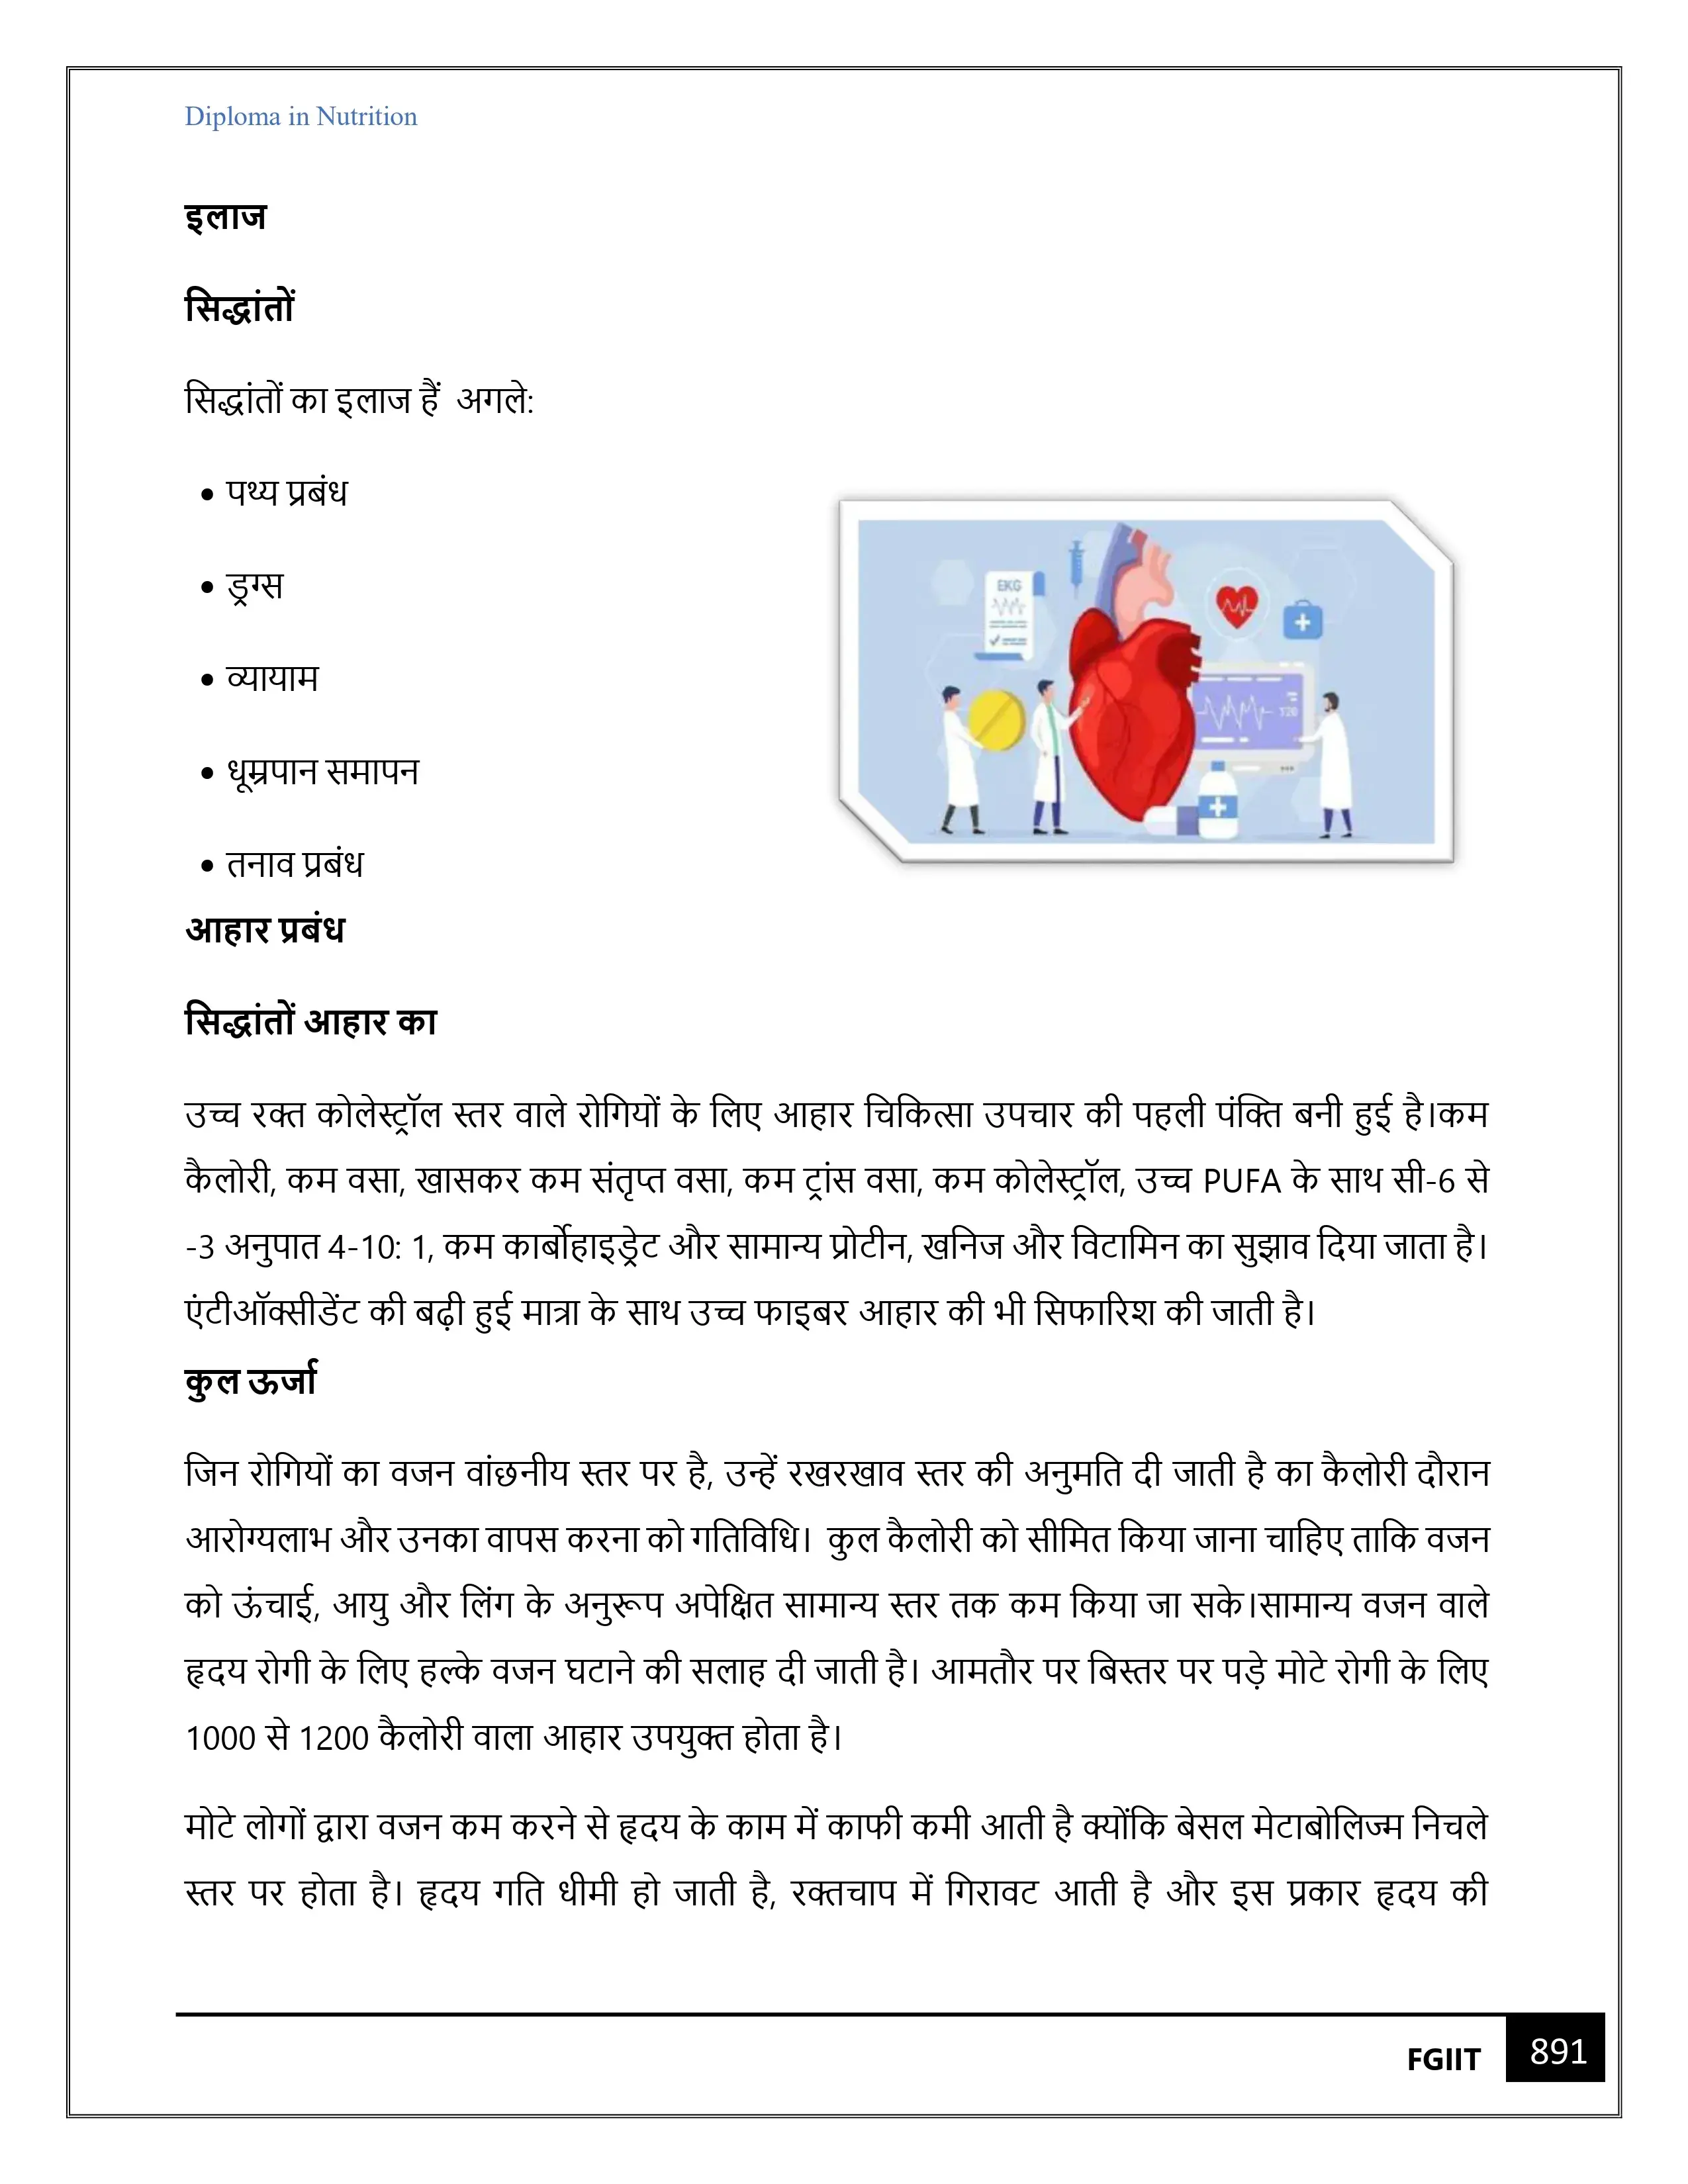 Diploma in Nutrition
इलाज
सिद्धांतों
सिद्धांतों का इलाज हैं अगले:
• पथ्य प्रबंध
• ड्रग्स
• व्यायाम
• धूम्रपान समापन
• तनाव प्रबंध
EKG
120
आहार प्रबंध
सिद्धांतों आहार का
उच्च रक्त कोलेस्ट्रॉल स्तर वाले रोगियों के लिए आहार चिकित्सा उपचार की पहली पंक्ति बनी हुई है।कम
कैलोरी, कम वसा, खासकर कम संतृप्त वसा, कम ट्रांस वसा, कम कोलेस्ट्रॉल, उच्च PUFA के साथ सी-6 से
-3 अनुपात 4-10: 1, कम कार्बोहाइड्रेट और सामान्य प्रोटीन, खनिज और विटामिन का सुझाव दिया जाता है।
एंटीऑक्सीडेंट की बढ़ी हुई मात्रा के साथ उच्च फाइबर आहार की भी सिफारिश की जाती है।
कुल ऊर्जा
जिन रोगियों का वजन वांछनीय स्तर पर है, उन्हें रखरखाव स्तर की अनुमति दी जाती है का कैलोरी दौरान
आरोग्यलाभ और उनका वापस करना को गतिविधि। कुल कैलोरी को सीमित किया जाना चाहिए ताकि वजन
को ऊंचाई, आयु और लिंग के अनुरूप अपेक्षित सामान्य स्तर तक कम किया जा सके।सामान्य वजन वाले
हृदय रोगी के लिए हल्के वजन घटाने की सलाह दी जाती है। आमतौर पर बिस्तर पर पड़े मोटे रोगी के लिए
1000 से 1200 कैलोरी वाला आहार उपयुक्त होता है।
मोटे लोगों द्वारा वजन कम करने से हृदय के काम में काफी कमी आती है क्योंकि बेसल मेटाबोलिज्म निचले
स्तर पर होता है। हृदय गति धीमी हो जाती है, रक्तचाप में गिरावट आती है और इस प्रकार हृदय की
FGIIT 891